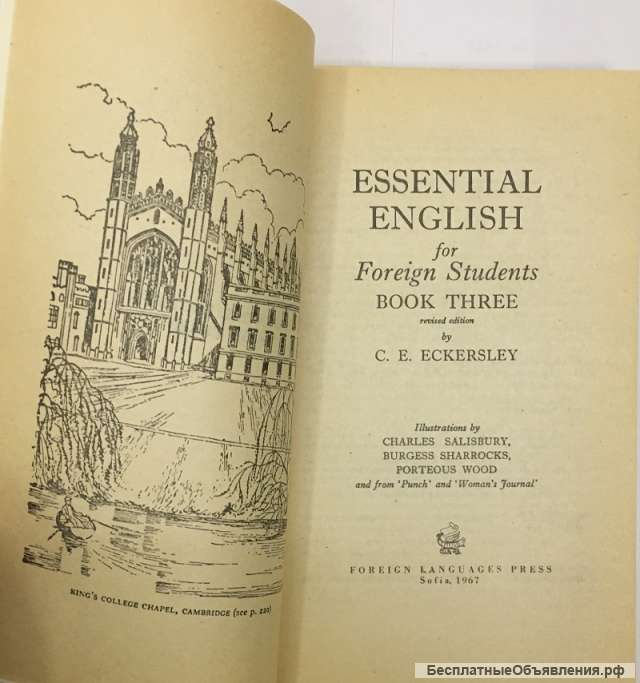 KING'S COLLEGE CHAPEL, CAMBRIDGE (see p. 220)
ESSENTIAL
ENGLISH
for
Foreign Students
BOOK THREE
revised edition
by
C. E. ECKERSLEY
Illustrations by
CHARLES SALISBURY,
BURGESS SHARROCKS,
PORTEOUS WOOD
and from 'Punch' and 'Woman's Journal'
FOREIGN LANGUAGES PRESS
Sofia, 1967
БесплатныеОбъявления.рф